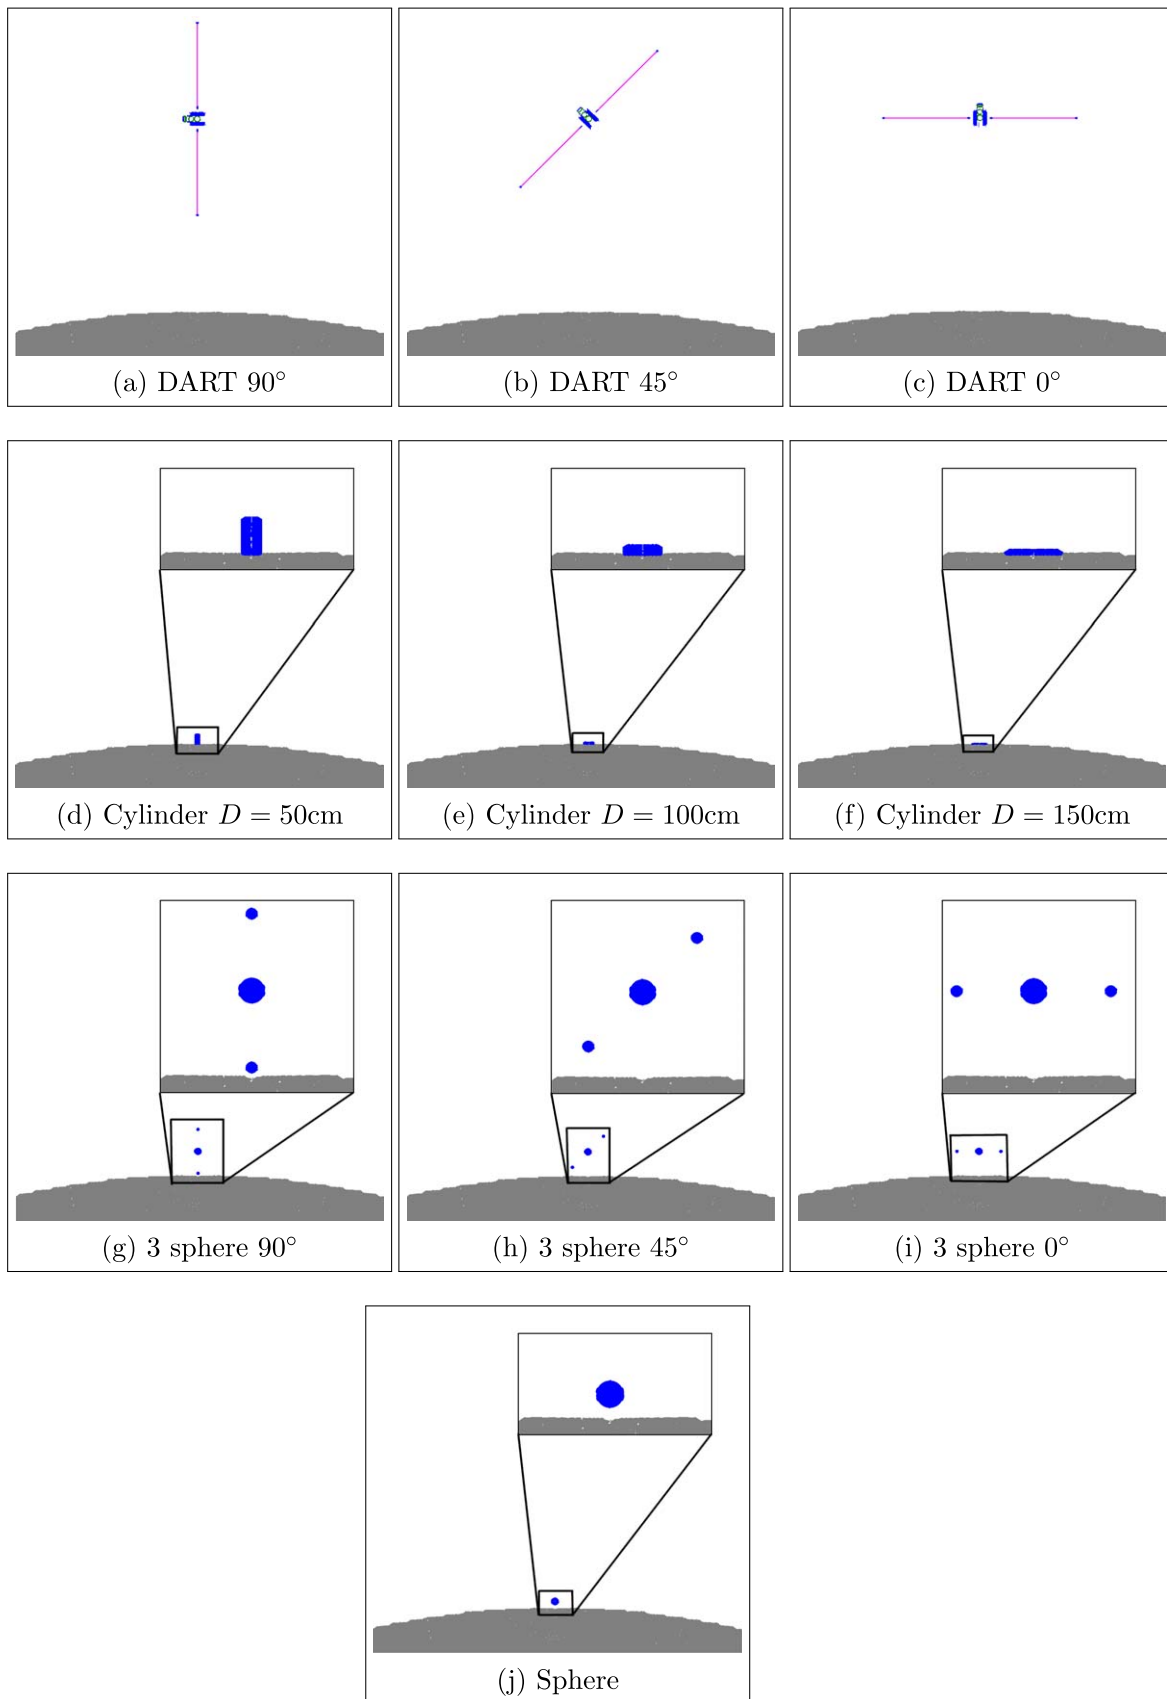 (a) DART 90°
(b) DART 45°
(c) DART 0°
(d) Cylinder D = 50cm
(e) Cylinder D = 100cm
(f) Cylinder D = 150cm
(g) 3 sphere 90°
(h) 3 sphere 45°
(i) 3 sphere 0°
(j) Sphere